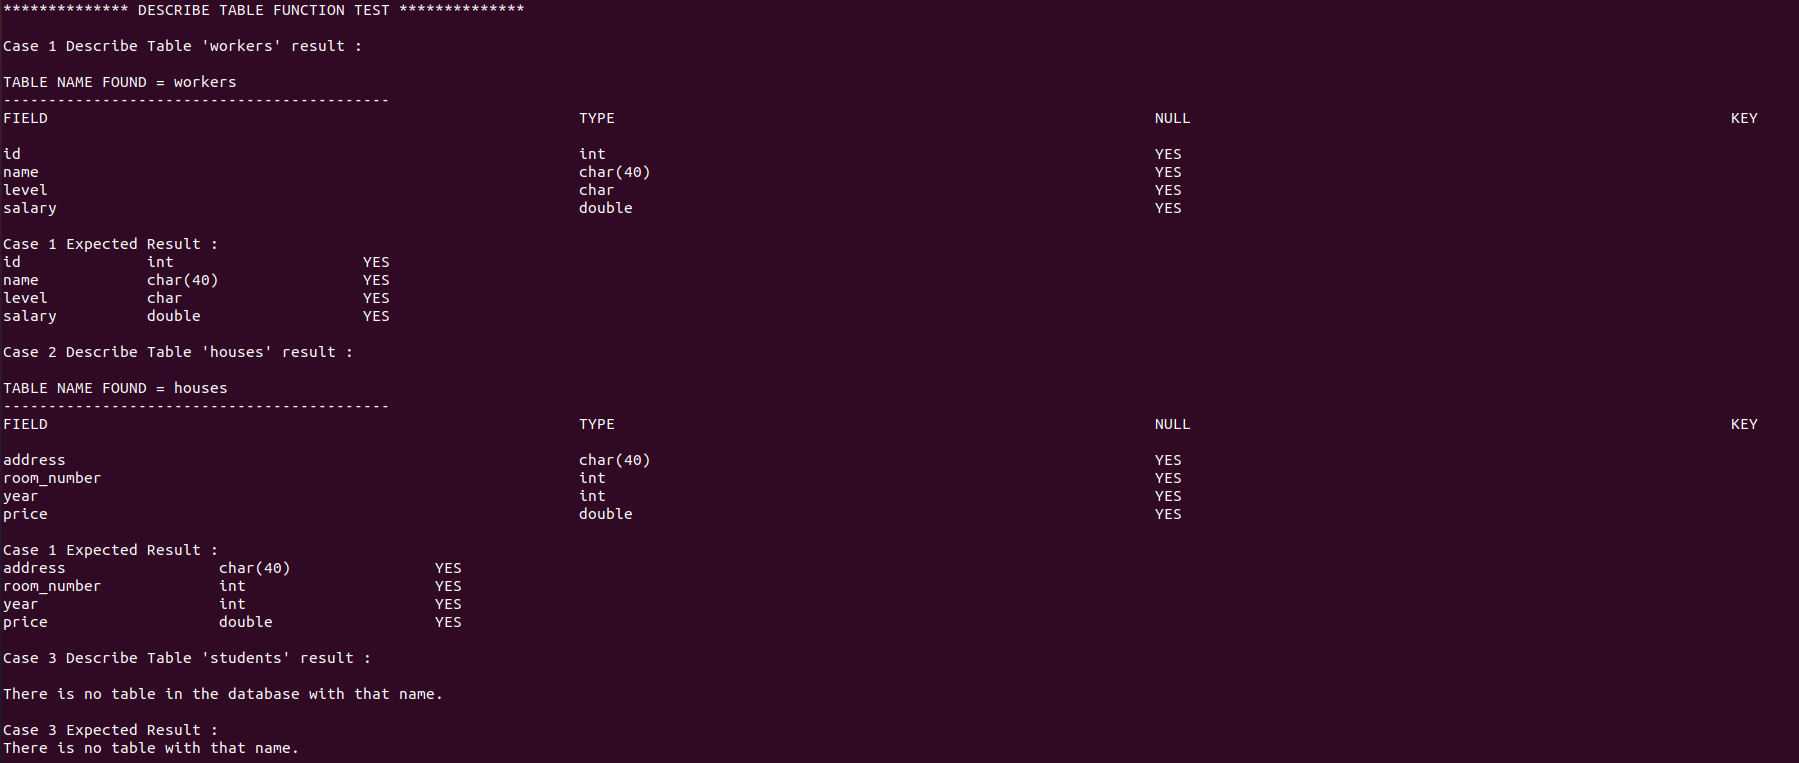 ************** DESCRIBE TABLE FUNCTION TEST **************
Case 1 Describe Table 'workers' result :
TABLE NAME FOUND = workers
-------------------------------------------
FIELD TYPE NULL KEY
id int YES
name char(40) YES
level char YES
salary double YES
Case 1 Expected Result :
id int YES
name char(40) YES
level char YES
salary double YES
Case 2 Describe Table 'houses' result :
TABLE NAME FOUND = houses
-------------------------------------------
FIELD TYPE NULL KEY
address char(40) YES
room_number int YES
year int YES
price double YES
Case 1 Expected Result :
address char(40) YES
room_number int YES
year int YES
price double YES
Case 3 Describe Table 'students' result :
There is no table in the database with that name.
Case 3 Expected Result :
There is no table with that name.